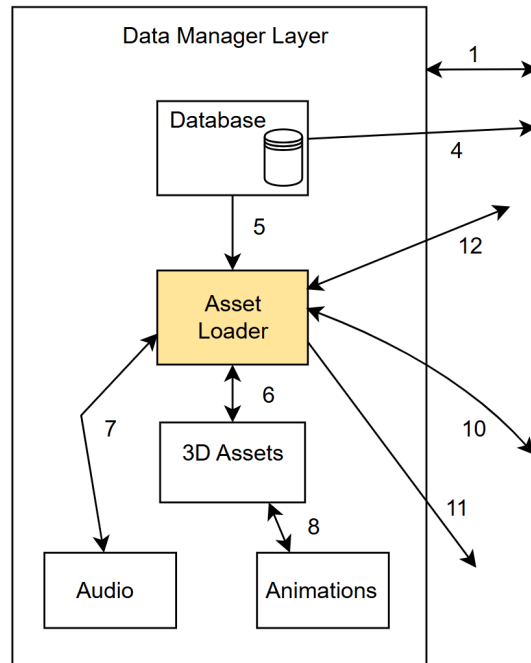 Data Manager Layer
1
Database
4
5
12
Asset
Loader
6
7
10
3D Assets
11
8
Audio
Animations